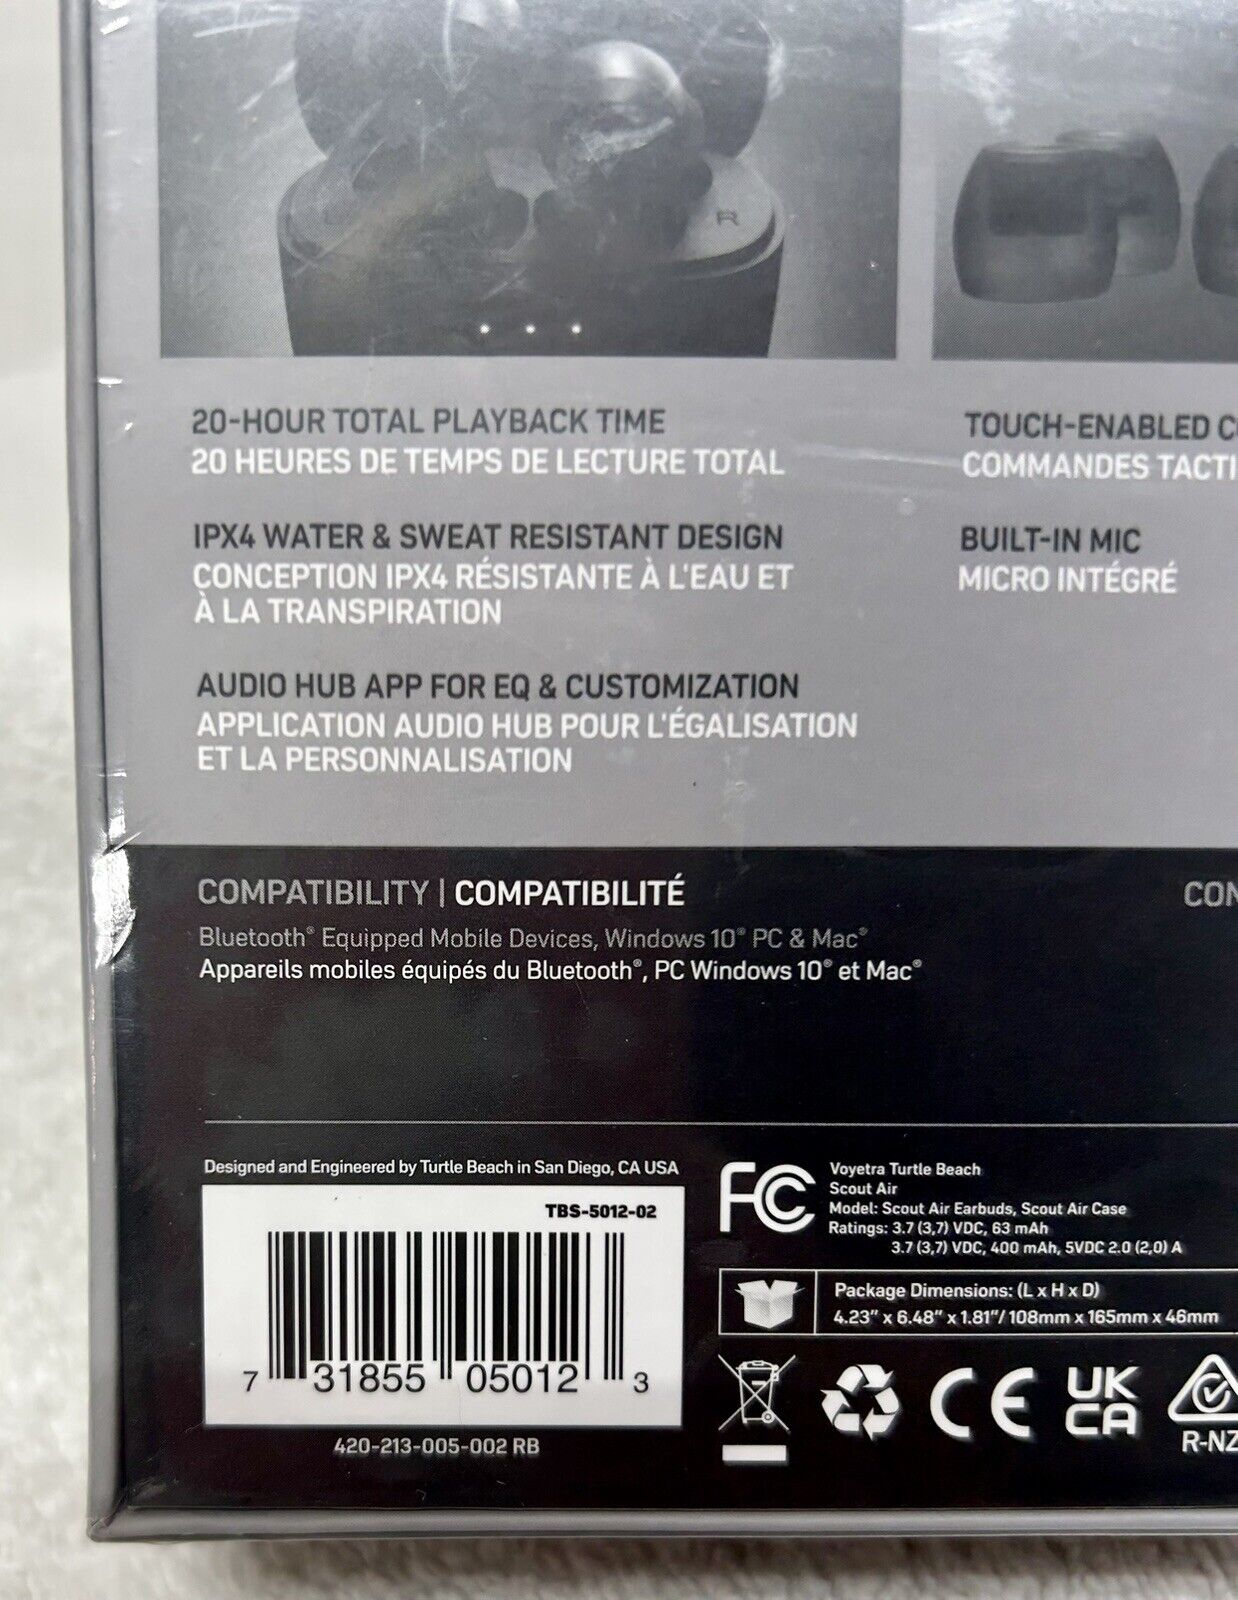 R
20-HOUR TOTAL PLAYBACK TIME
20 HEURES DE TEMPS DE LECTURE TOTAL
IPX4 WATER & SWEAT RESISTANT DESIGN
CONCEPTION IPX4 RÉSISTANTE À L'EAU ET
À LA TRANSPIRATION
AUDIO HUB APP FOR EQ & CUSTOMIZATION
APPLICATION AUDIO HUB POUR L'ÉGALISATION
ET LA PERSONNALISATION
TOUCH-ENABLED
COMMANDES
BUILT-IN MIC
MICRO INTÉGRÉ
COMPATIBILITY | COMPATIBILITÉ
Bluetooth® Equipped Mobile Devices, Windows 10® PC & Mac®
Appareils mobiles équipés du Bluetooth®, PC Windows 10® et Mac®
Designed and Engineered by Turtle Beach in San Diego, CA USA
TBS-5012-02
7 31855 05012 3
420-213-005-002 RB
FC
Voyetra Turtle Beach
Scout Air
Model: Scout Air Earbuds, Scout Air Case
Ratings: 3.7 (3,7) VDC, 63 mAh
3.7 (3,7) VDC, 400 mAh, 5VDC 2.0 (2,0) A
Package Dimensions: (L x H x D)
4.23" x 6.48" x 1.81"/ 108mm x 165mm x 46mm
CE
UK
CA
R-NZ